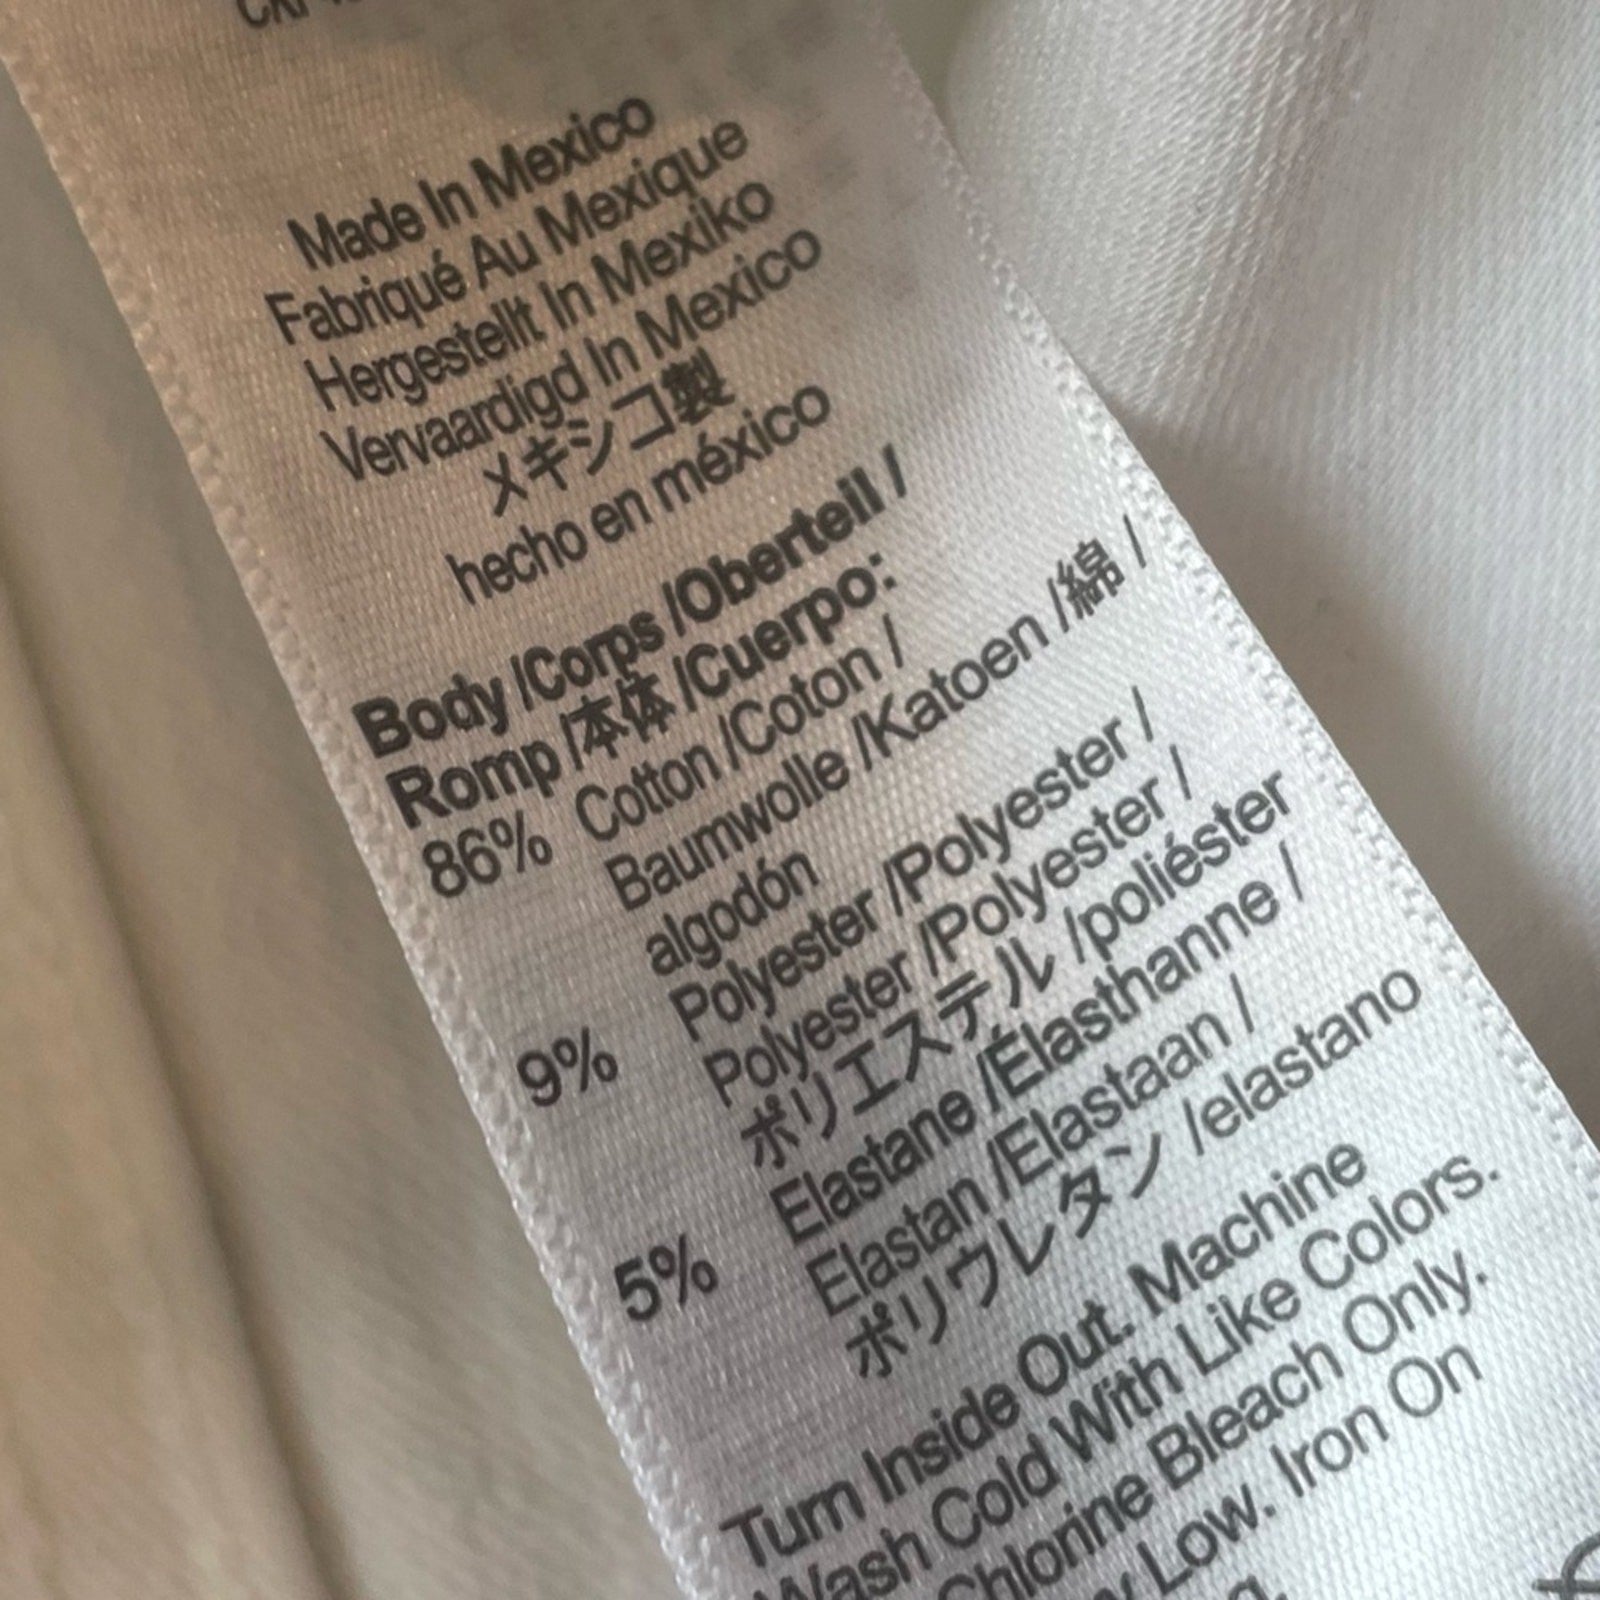 Made In Mexico
Fabriqué Au Mexique
Hergestellt In Mexiko
Vervaardigd In Mexico
メキシコ製
hecho en méxico
Body /Corps /Oberteil /
Romp /本体 /Cuerpo:
86% Cotton /Coton /
Baumwolle /Katoen /綿 /
algodón
9% Polyester /Polyester /
Polyester /Polyester /
ポリエステル /poliéster
5% Elastane /Élasthanne /
Elastan /Elastaan /
ポリウレタン /elastano
Turn Inside Out. Machine
Wash Cold With Like Colors.
Chlorine Bleach Only.
Low. Iron On